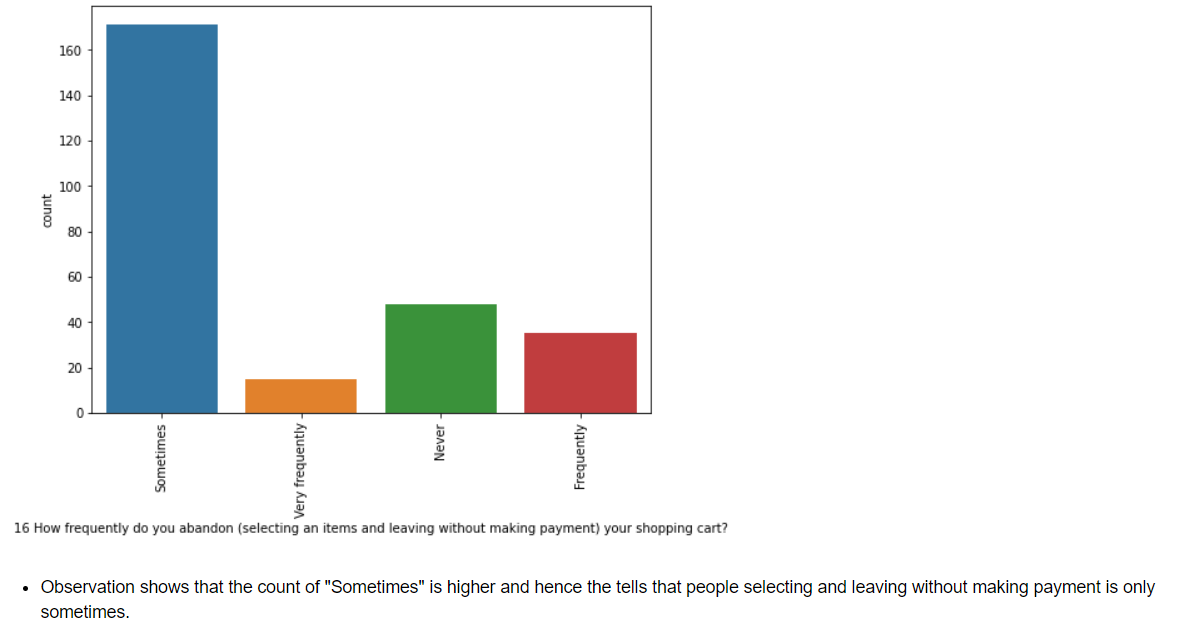 160
140
120
100
80
60
40
20
0
count
Sometimes
Very frequently
Never
Frequently
16 How frequently do you abandon (selecting an items and leaving without making payment) your shopping cart?
• Observation shows that the count of "Sometimes" is higher and hence the tells that people selecting and leaving without making payment is only
sometimes.